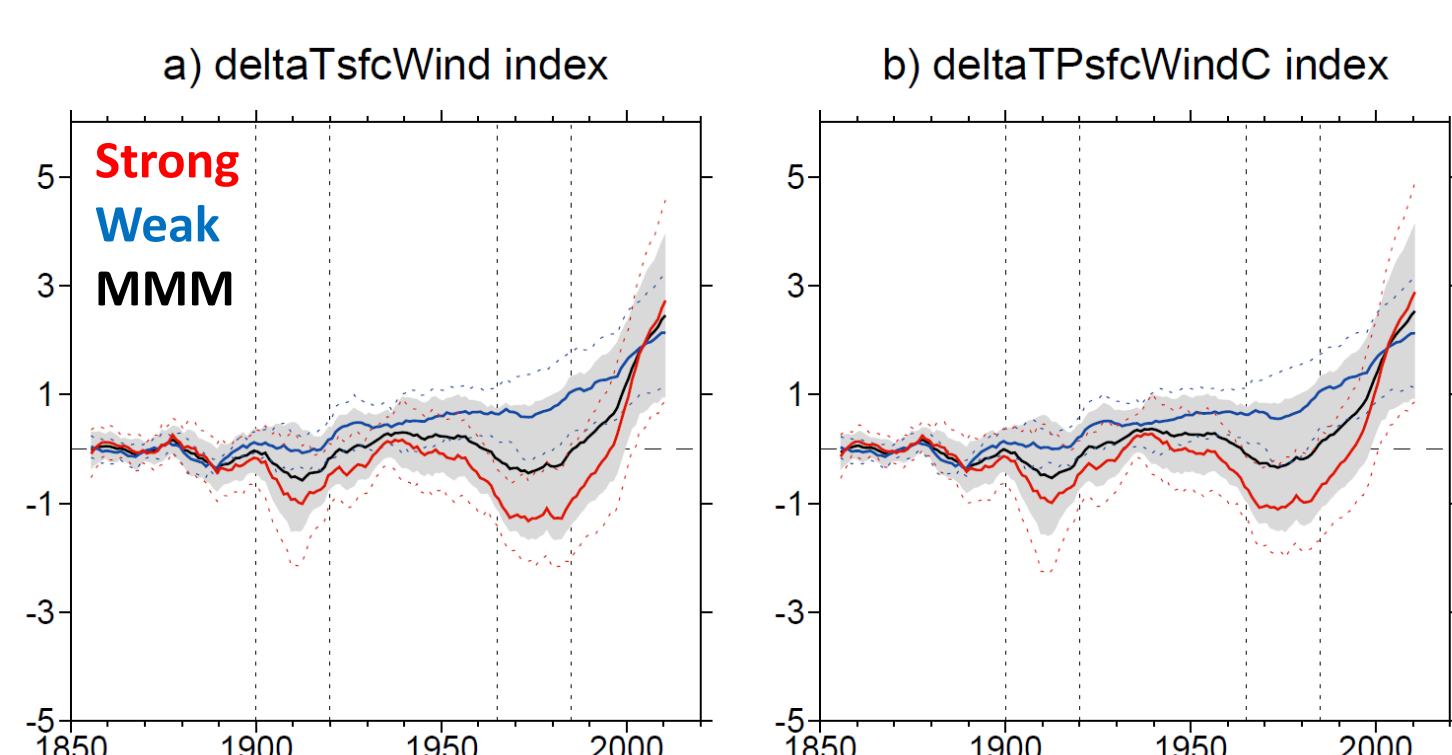 a) deltaTsfcWind index
Strong
Weak
MMM
5
3
1
-1
-3
-5
1850 1900 1950 2000
b) deltaTPsfcWindC index
5
3
1
-1
-3
-5
1850 1900 1950 2000